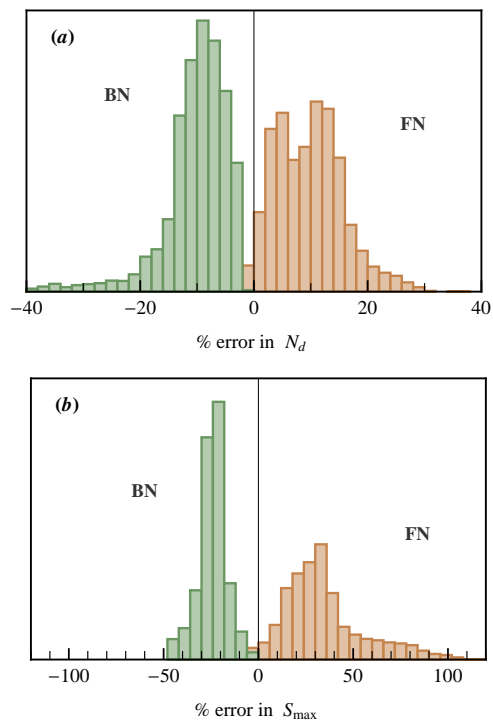 (a)
BN
FN
−40 −20 0 20 40
% error in N_d
(b)
BN
FN
−100 −50 0 50 100
% error in S_max